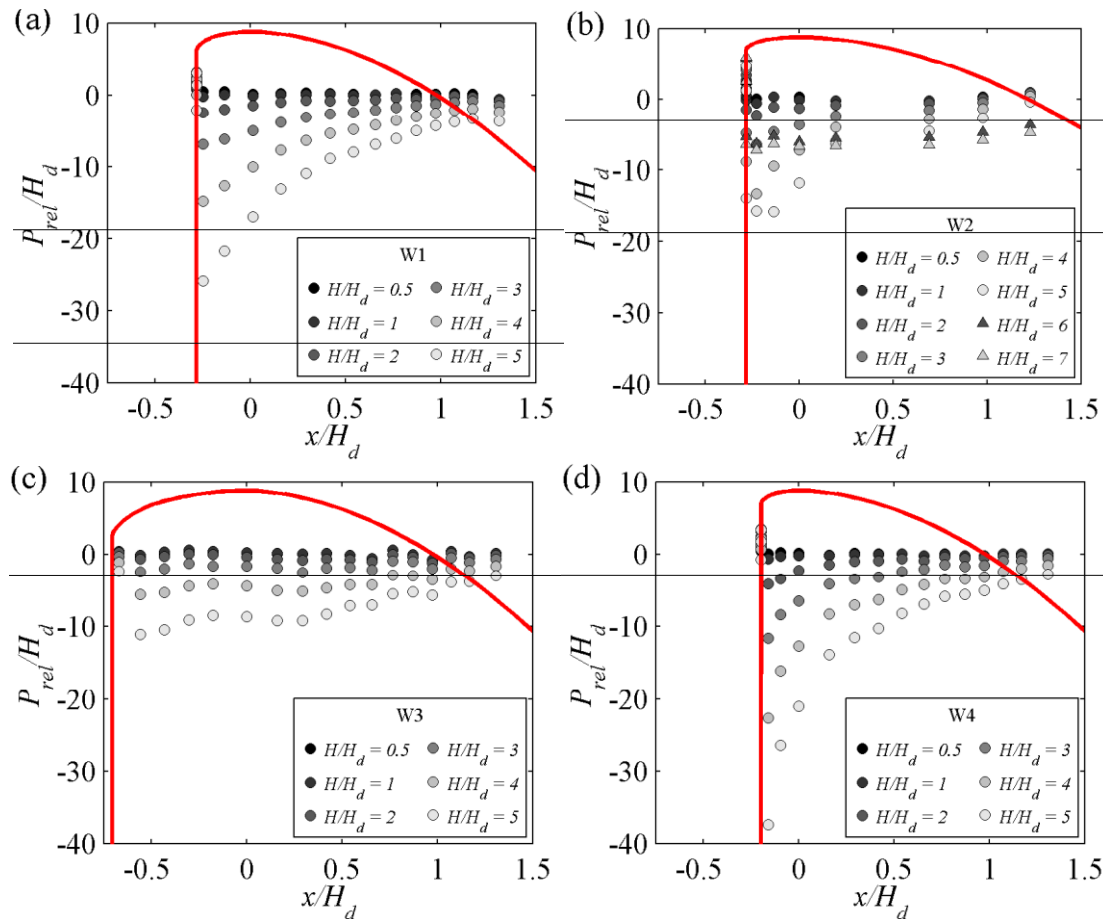 (a)
10
0
-10
-20
-30
-40
P_rel/H_d
W1
H/H_d = 0.5
H/H_d = 3
H/H_d = 1
H/H_d = 4
H/H_d = 2
H/H_d = 5
-0.5
0
0.5
1
1.5
x/H_d
(b)
10
0
-10
-20
-30
-40
P_rel/H_d
W2
H/H_d = 0.5
H/H_d = 4
H/H_d = 1
H/H_d = 5
H/H_d = 2
H/H_d = 6
H/H_d = 3
H/H_d = 7
-0.5
0
0.5
1
1.5
x/H_d
(c)
10
0
-10
-20
-30
-40
P_rel/H_d
W3
H/H_d = 0.5
H/H_d = 3
H/H_d = 1
H/H_d = 4
H/H_d = 2
H/H_d = 5
-0.5
0
0.5
1
1.5
x/H_d
(d)
10
0
-10
-20
-30
-40
P_rel/H_d
W4
H/H_d = 0.5
H/H_d = 3
H/H_d = 1
H/H_d = 4
H/H_d = 2
H/H_d = 5
-0.5
0
0.5
1
1.5
x/H_d